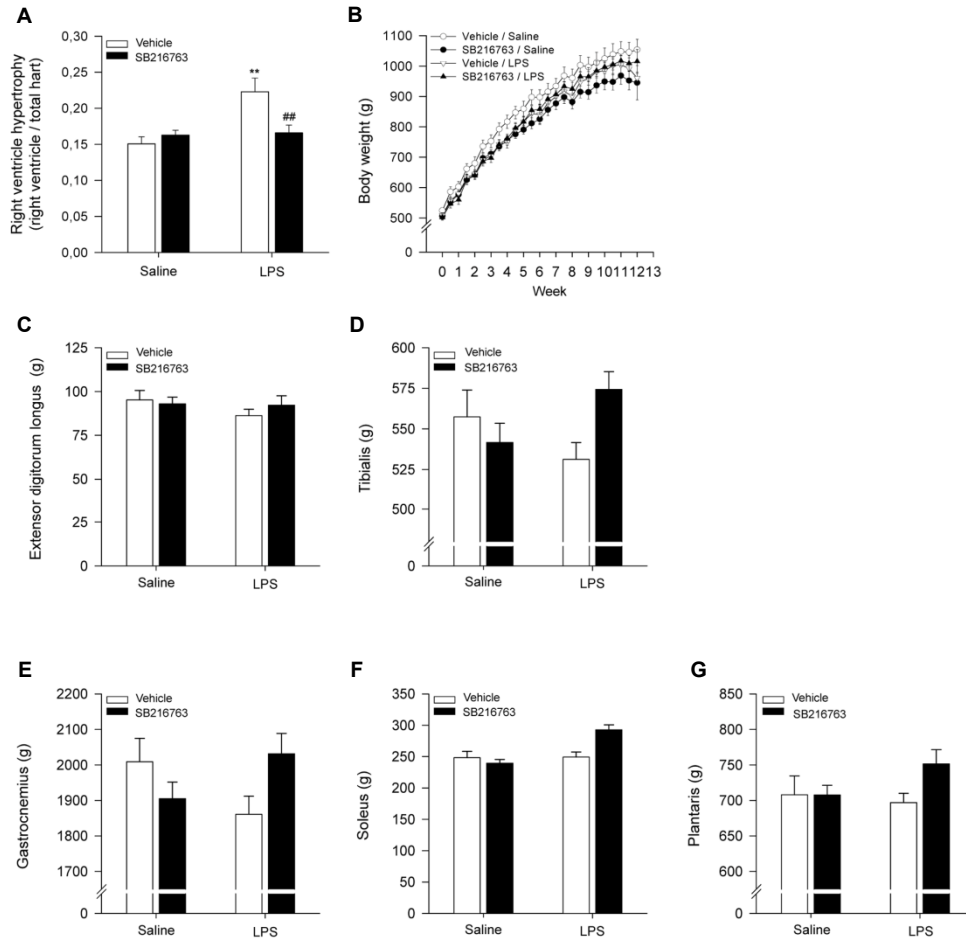 A
Right ventricle hypertrophy
(right ventricle / total hart)
0,30
0,25
0,20
0,15
0,10
0,05
0,00
Vehicle
SB216763
**
##
Saline
LPS
B
Body weight (g)
1100
1000
900
800
700
600
500
0
Vehicle / Saline
SB216763 / Saline
Vehicle / LPS
SB216763 / LPS
0 1 2 3 4 5 6 7 8 9 10 11 12 13
Week
C
Extensor digitorum longus (g)
125
100
75
50
25
0
Vehicle
SB216763
Saline
LPS
D
Tibialis (g)
600
575
550
525
500
0
Vehicle
SB216763
Saline
LPS
E
Gastrocnemius (g)
2200
2100
2000
1900
1800
1700
0
Vehicle
SB216763
Saline
LPS
F
Soleus (g)
350
300
250
200
150
100
50
0
Vehicle
SB216763
Saline
LPS
G
Plantaris (g)
850
800
750
700
650
600
0
Vehicle
SB216763
Saline
LPS